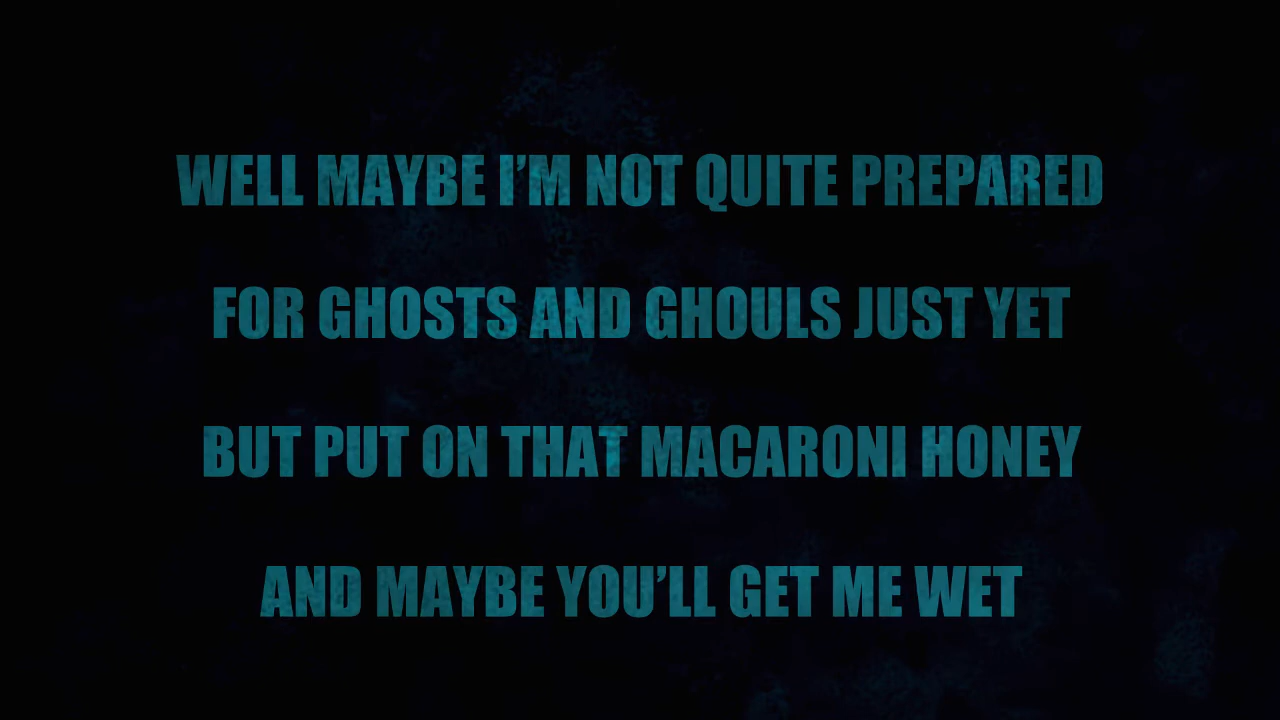 WELL MAYBE I’M NOT QUITE PREPARED
FOR GHOSTS AND GHOULS JUST YET
BUT PUT ON THAT MACARONI HONEY
AND MAYBE YOU’LL GET ME WET